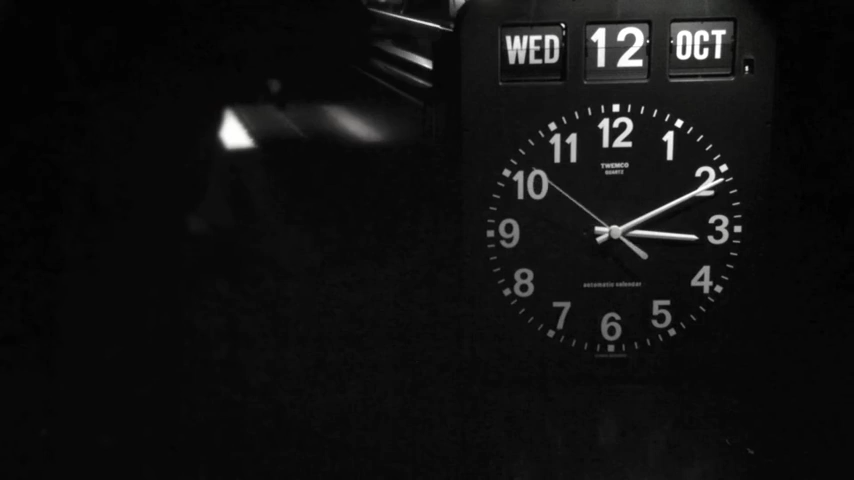 WED 12 OCT
12
11 1
TWEMCO
QUARTZ
10 2
9 3
8 4
automatic calendar
7 5
6